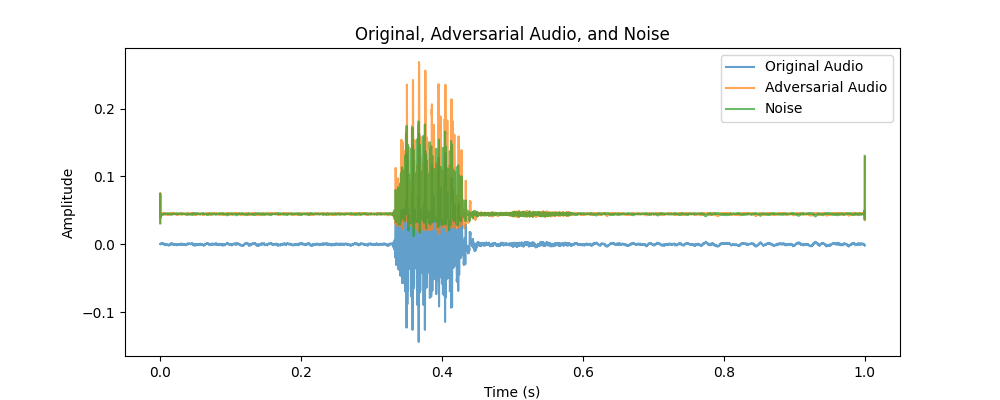 Original, Adversarial Audio, and Noise
Original Audio
Adversarial Audio
Noise
Amplitude
0.2
0.1
0.0
−0.1
0.0 0.2 0.4 0.6 0.8 1.0
Time (s)